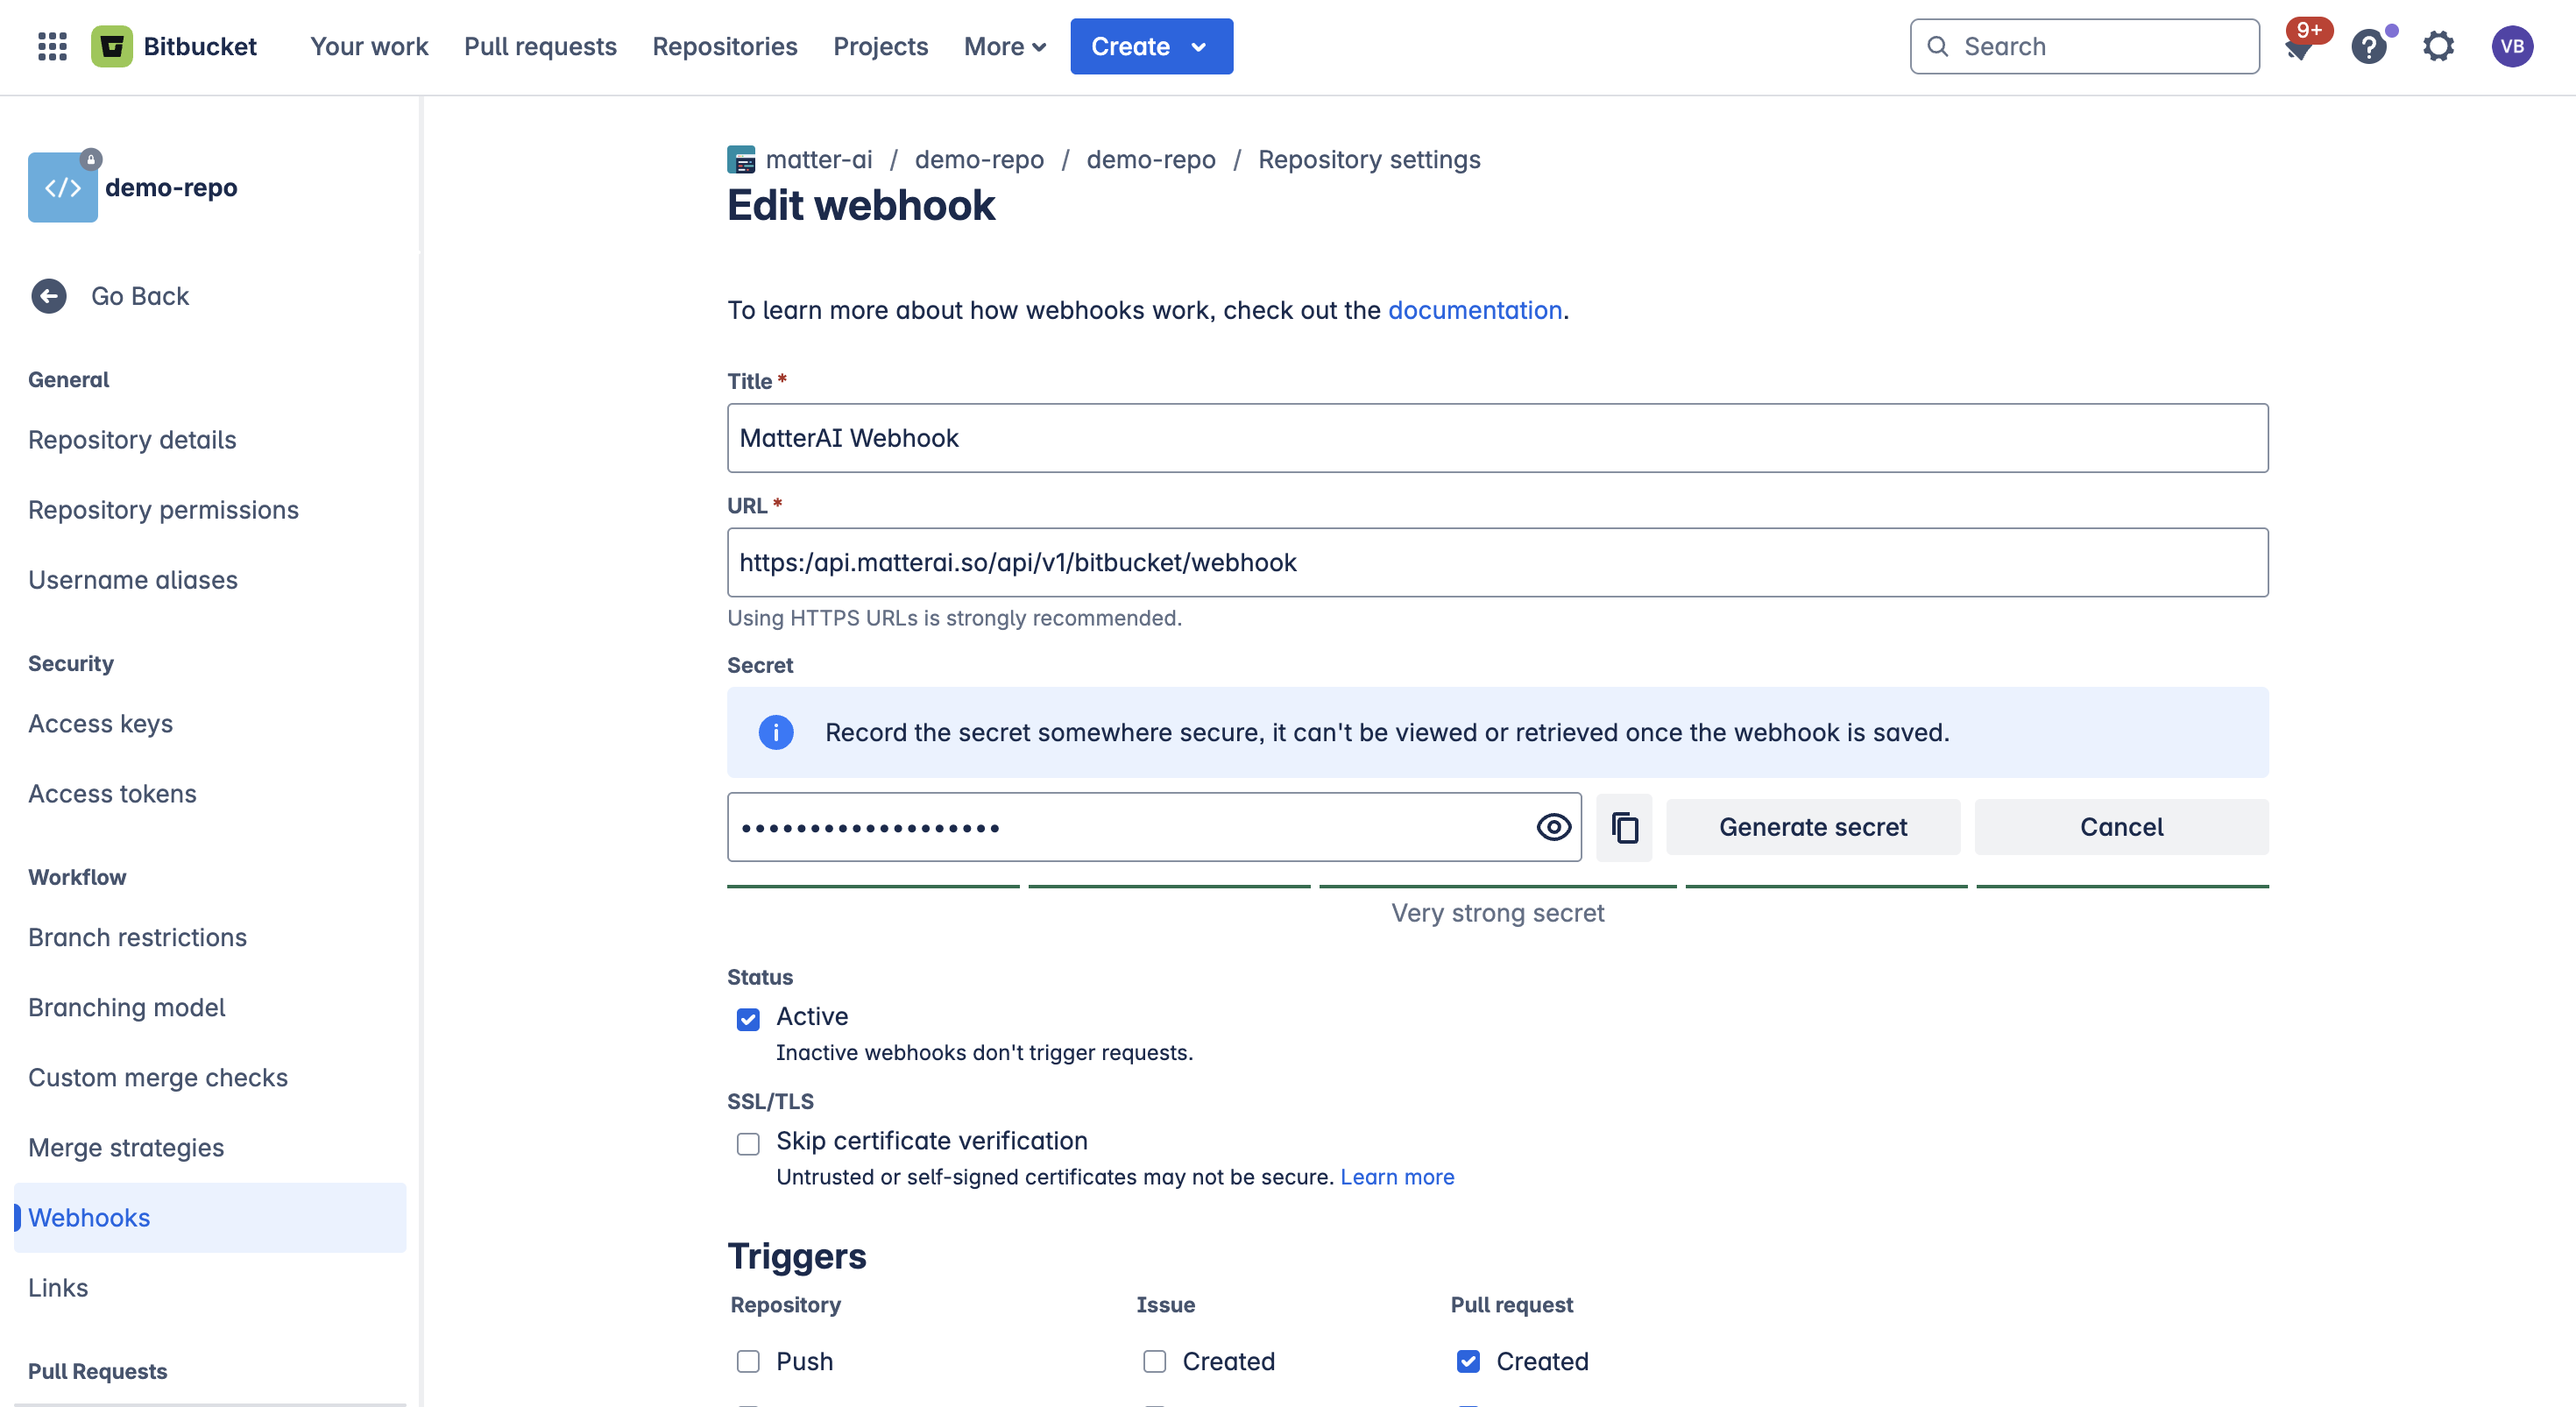 Bitbucket
Your work
Pull requests
Repositories
Projects
More
Create
Search
9+
VB
demo-repo
Go Back
General
Repository details
Repository permissions
Username aliases
Security
Access keys
Access tokens
Workflow
Branch restrictions
Branching model
Custom merge checks
Merge strategies
Webhooks
Links
Pull Requests
matter-ai / demo-repo / demo-repo / Repository settings
Edit webhook
To learn more about how webhooks work, check out the documentation.
Title *
MatterAI Webhook
URL *
https:/api.matterai.so/api/v1/bitbucket/webhook
Using HTTPS URLs is strongly recommended.
Secret
Record the secret somewhere secure, it can't be viewed or retrieved once the webhook is saved.
•••••••••••••••••••
Generate secret
Cancel
Very strong secret
Status
Active
Inactive webhooks don't trigger requests.
SSL/TLS
Skip certificate verification
Untrusted or self-signed certificates may not be secure. Learn more
Triggers
Repository
Issue
Pull request
Push
Created
Created